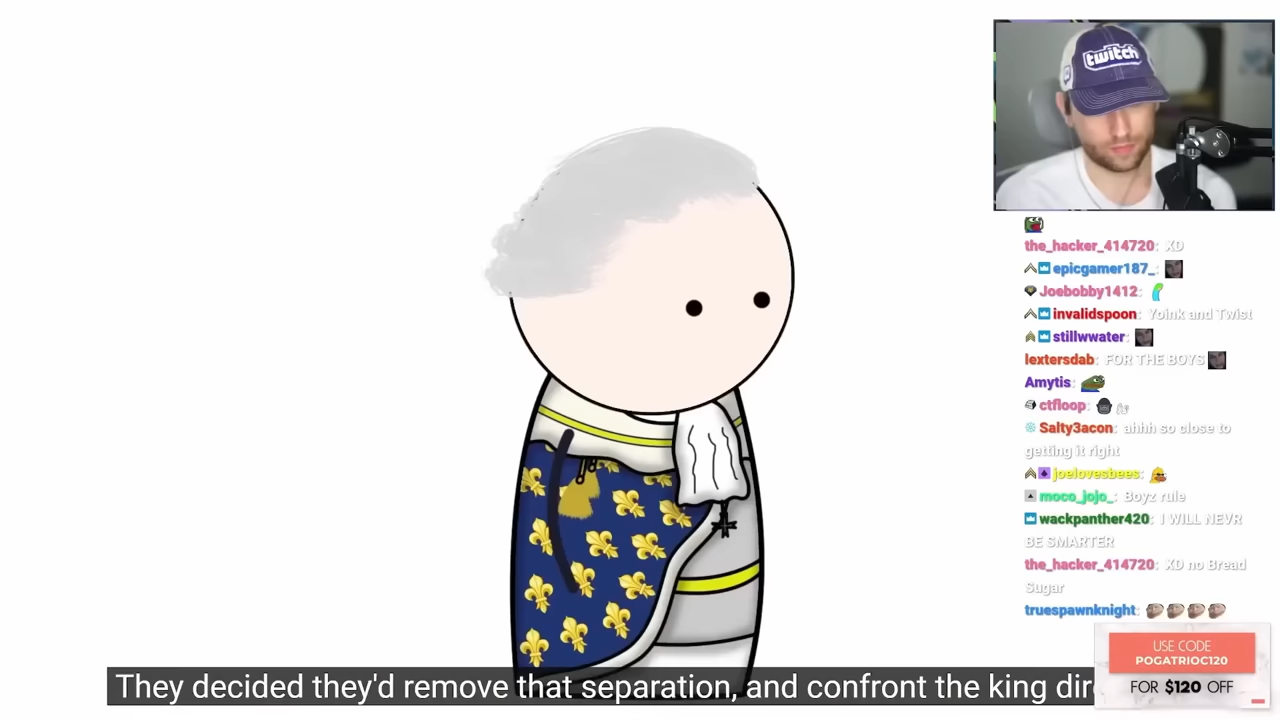 twitch
the_hacker_414720: XD
epicgamer187_:
Joebobby1412:
invalidspoon: Yoink and Twist
stillwwater:
lextersdab: FOR THE BOYS
Amytis:
ctfloop:
Salty3acon: ahhh so close to
getting it right
joelovesbees:
moco_jojo_: Boyz rule
wackpanther420: I WILL NEVR
BE SMARTER
the_hacker_414720: XD no Bread
Sugar
truespawnknight:
USE CODE
POGATRIOC120
FOR $120 OFF
They decided they'd remove that separation, and confront the king dire